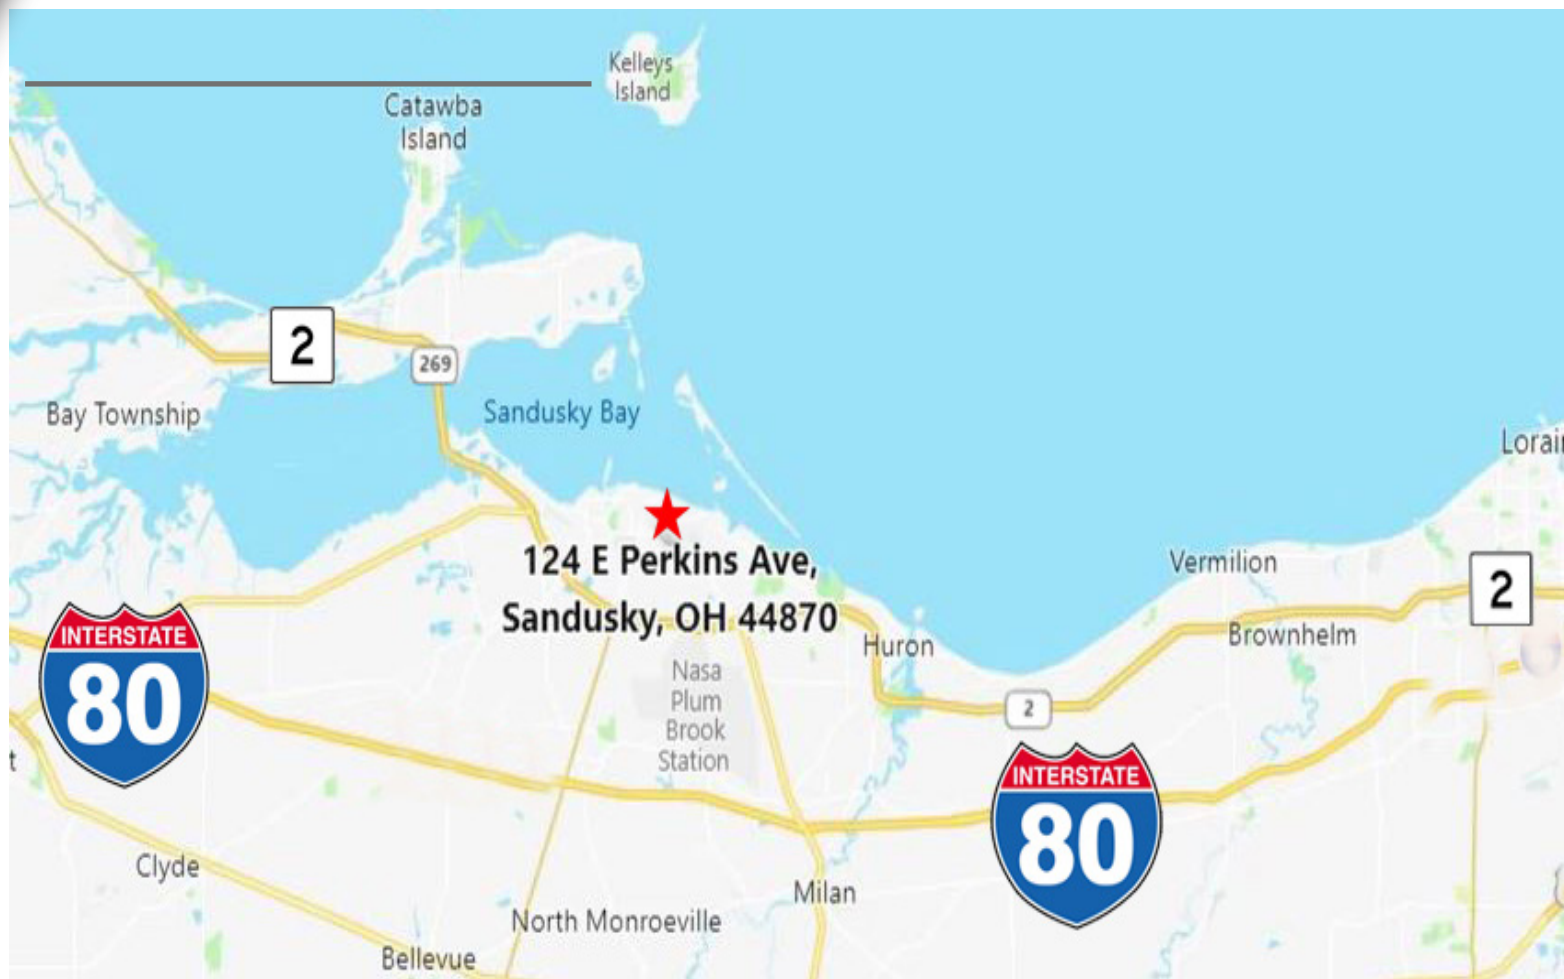 Kelleys
Island
Catawba
Island
2
269
Bay Township
Sandusky Bay
124 E Perkins Ave,
Sandusky, OH 44870
Vermilion
2
Brownhelm
Huron
INTERSTATE
80
Nasa
Plum
Brook
Station
2
INTERSTATE
80
Clyde
Milan
North Monroeville
Bellevue